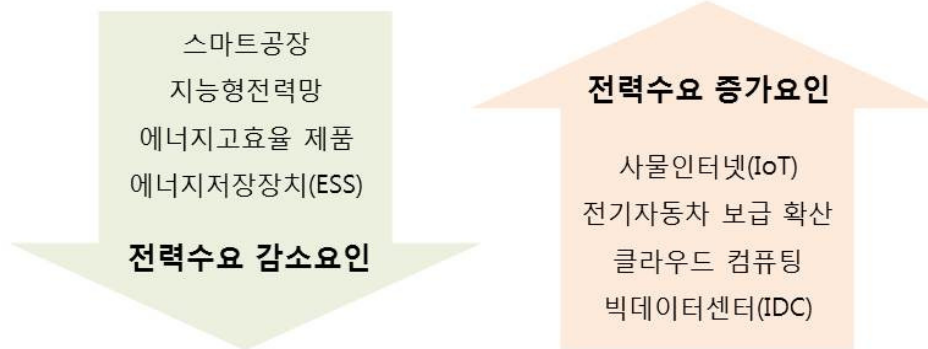 스마트공장
지능형전력망
에너지고효율 제품
에너지저장장치(ESS)
전력수요 감소요인
전력수요 증가요인
사물인터넷(IoT)
전기자동차 보급 확산
클라우드 컴퓨팅
빅데이터센터(IDC)